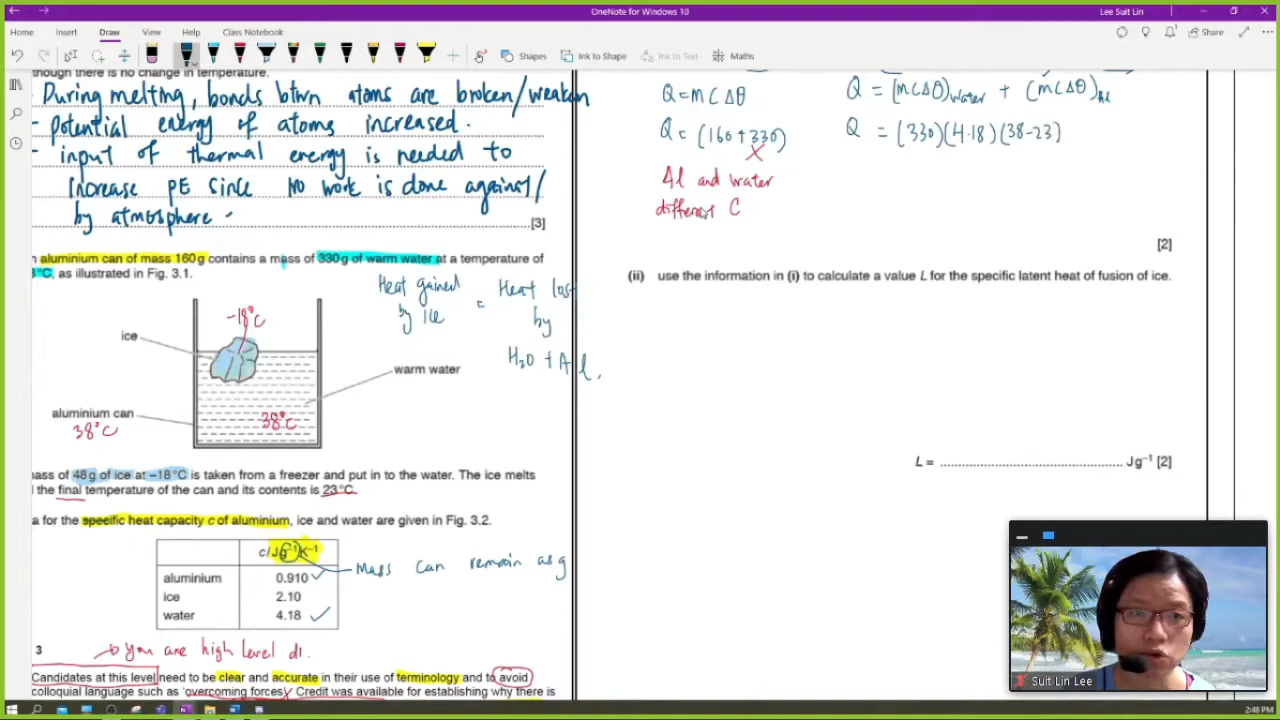 OneNote for Windows 10
Lee Suit Lin
Home Insert Draw View Help Class Notebook
Share
Shapes Ink to Shape Ink to Text Maths
though there is no change in temperature.
During melting, bonds btwn atoms are broken/weaken
- potential energy of atoms increased.
- input of thermal energy is needed to
increase PE since no work is done against/
by atmosphere.
[3]
aluminium can of mass 160 g contains a mass of 330 g of warm water at a temperature of
8 °C, as illustrated in Fig. 3.1.
Heat gained by ice = Heat lost by H₂O + Al.
-18°C
ice
warm water
aluminium can
38°C
38°C
mass of 48 g of ice at −18 °C is taken from a freezer and put in to the water. The ice melts
the final temperature of the can and its contents is 23 °C.
a for the specific heat capacity c of aluminium, ice and water are given in Fig. 3.2.
c/Jg⁻¹K⁻¹
aluminium 0.910 ✓
ice 2.10
water 4.18 ✓
Mass can remain as g
3
→ You are high level
Candidates at this level need to be clear and accurate in their use of terminology and to avoid
colloquial language such as 'overcoming forces'. Credit was available for establishing why there is
Q = mcΔθ
Q = (160+330)
X
Al and water
different C
Q = (mcΔθ)water + (mcΔθ)Al
Q = (330)(4.18)(38-23)
[2]
(ii) use the information in (i) to calculate a value L for the specific latent heat of fusion of ice.
L = .......................................................... Jg⁻¹ [2]
Suit Lin Lee
2:48 PM